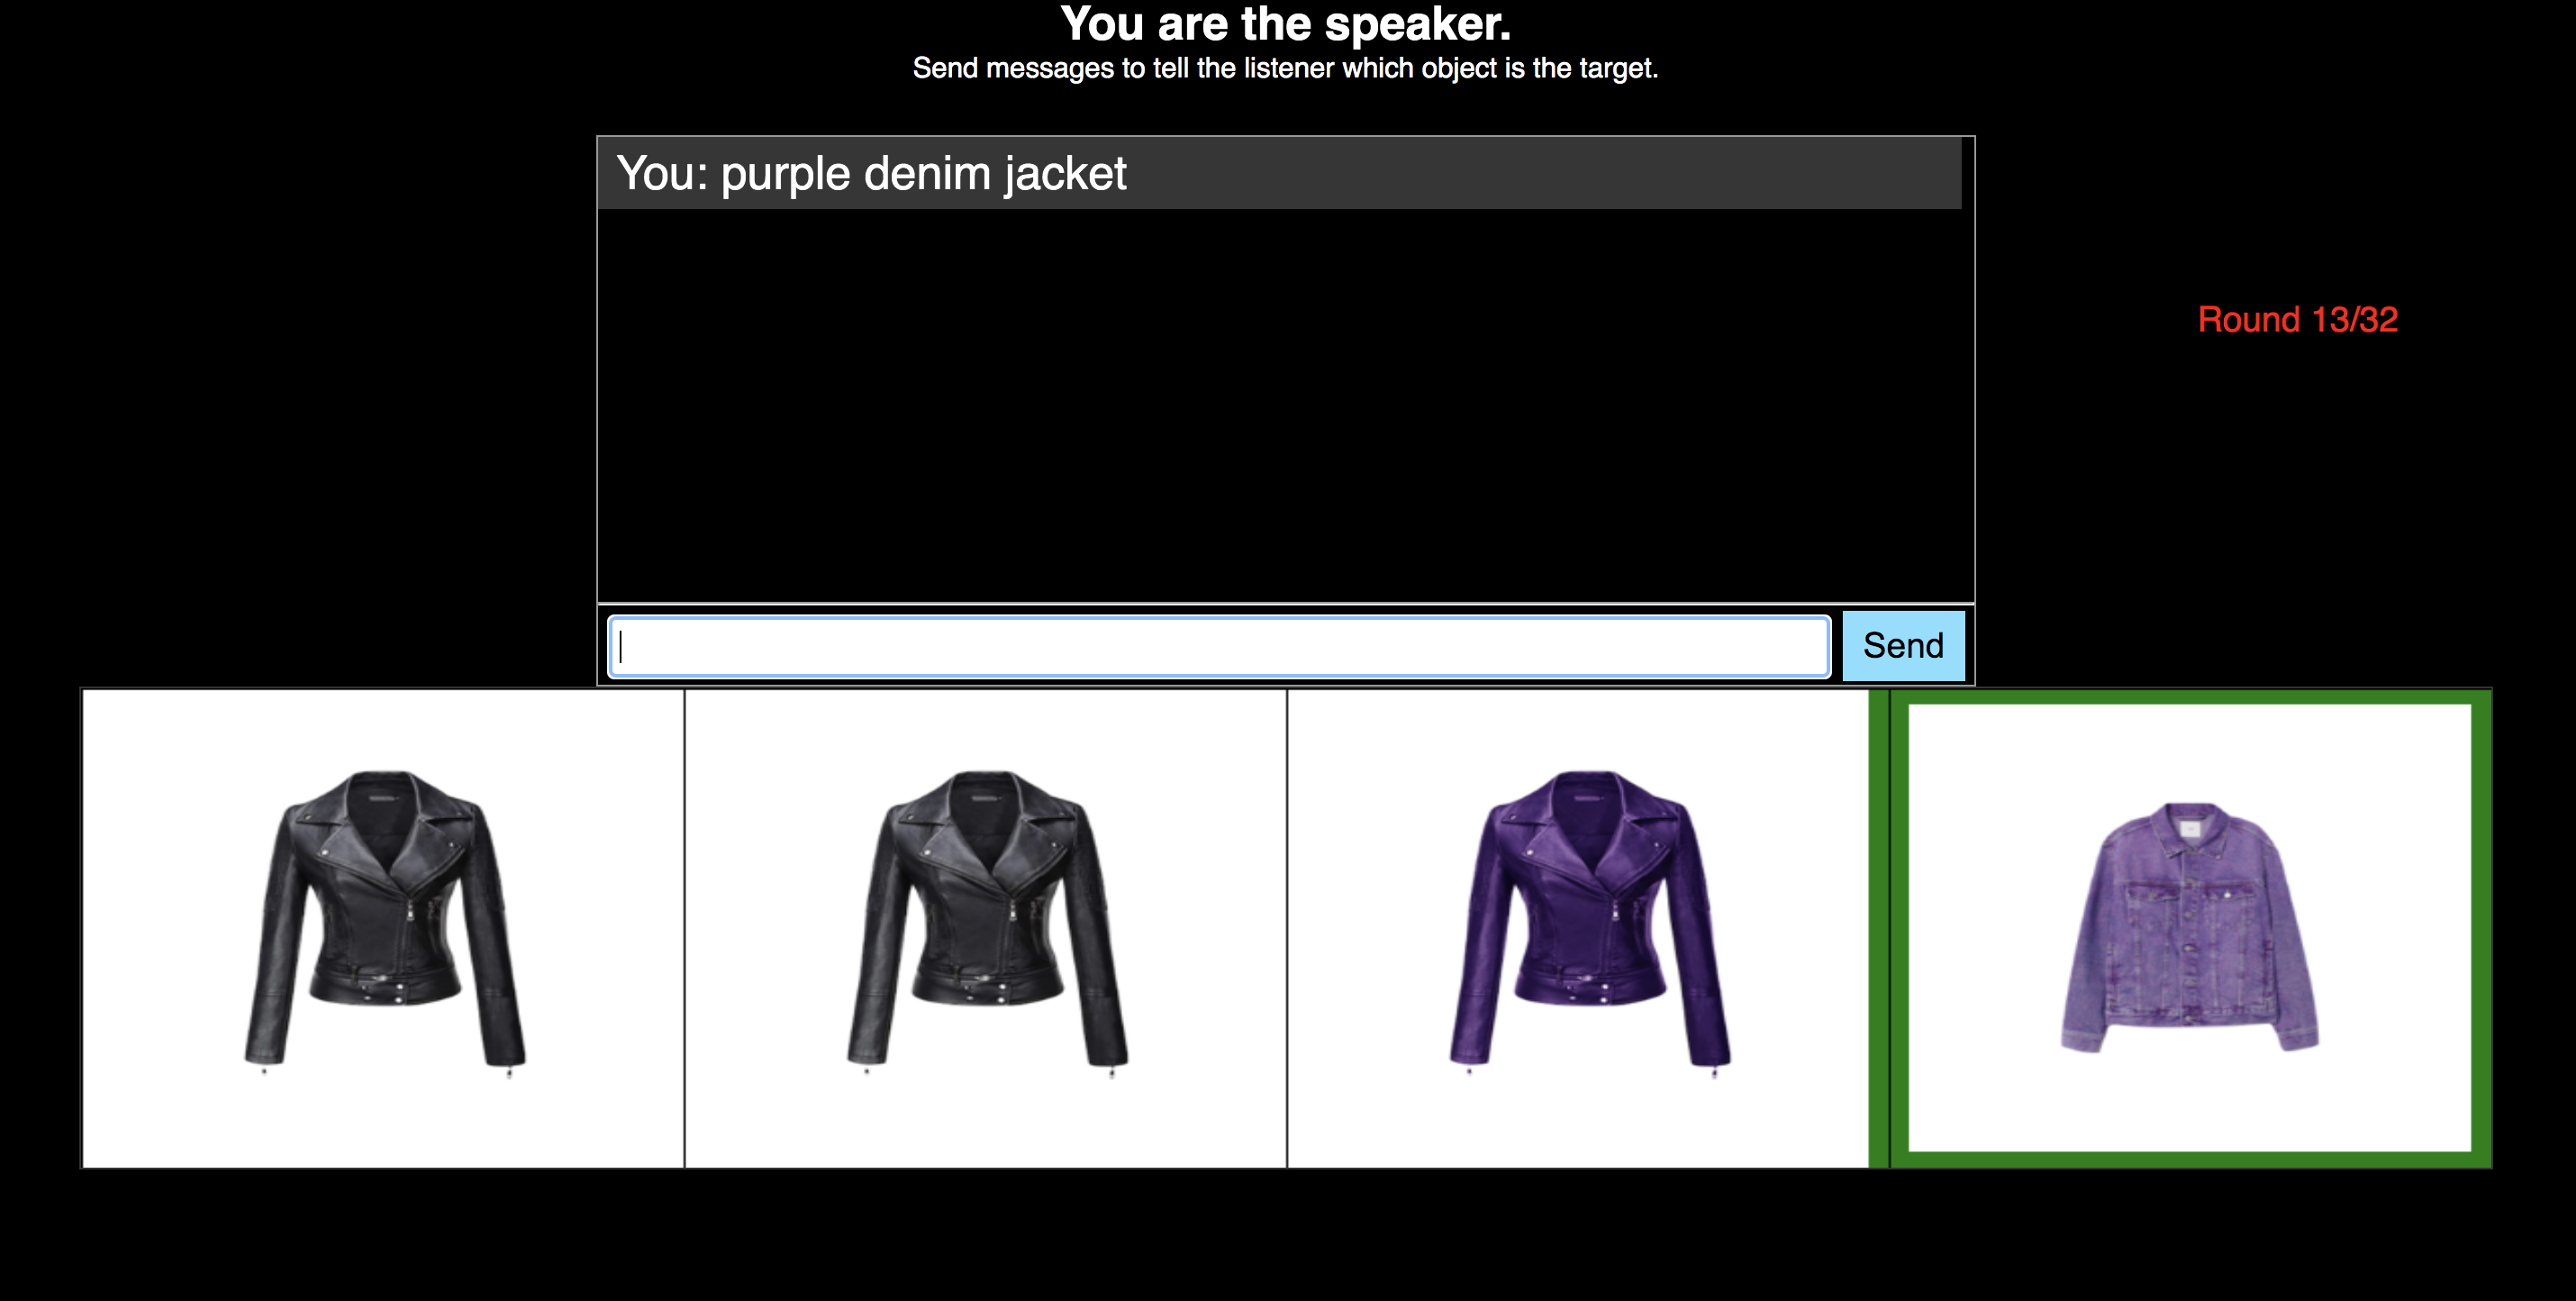 You are the speaker.
Send messages to tell the listener which object is the target.
You: purple denim jacket
Round 13/32
Send